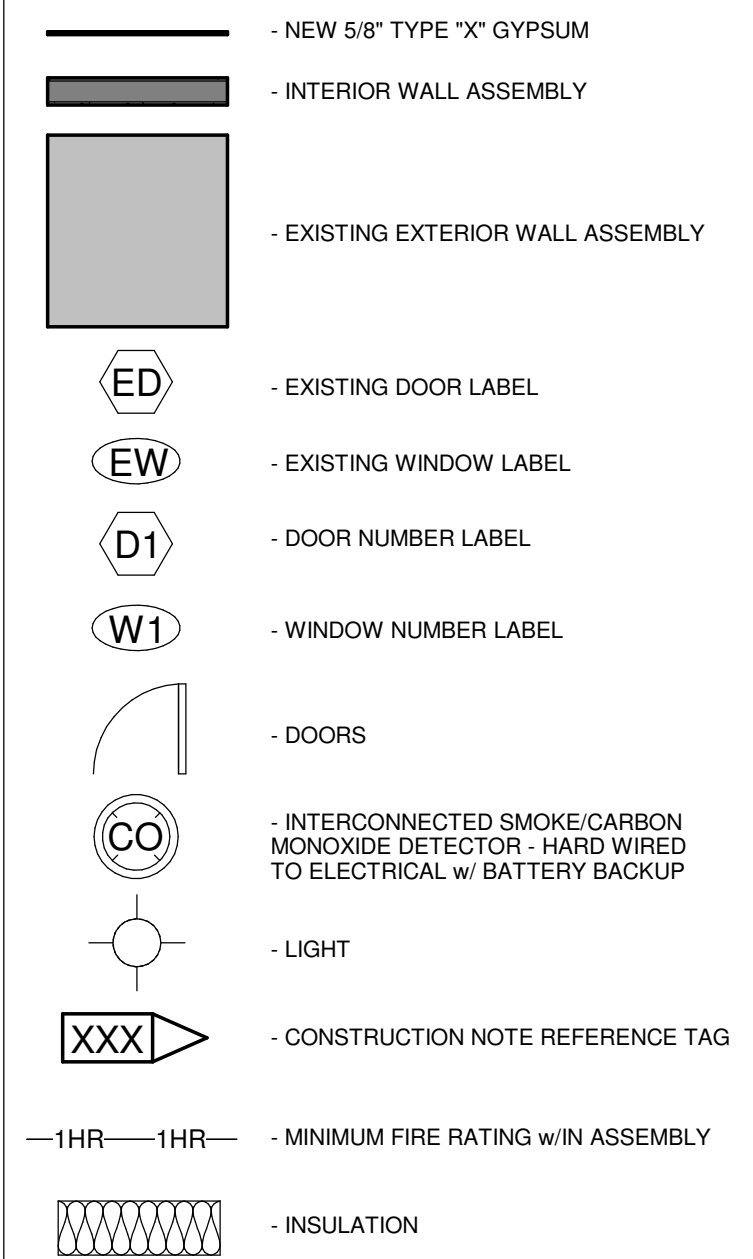 - NEW 5/8" TYPE "X" GYPSUM
- INTERIOR WALL ASSEMBLY
- EXISTING EXTERIOR WALL ASSEMBLY
ED - EXISTING DOOR LABEL
EW - EXISTING WINDOW LABEL
D1 - DOOR NUMBER LABEL
W1 - WINDOW NUMBER LABEL
- DOORS
CO - INTERCONNECTED SMOKE/CARBON
MONOXIDE DETECTOR - HARD WIRED
TO ELECTRICAL w/ BATTERY BACKUP
- LIGHT
XXX - CONSTRUCTION NOTE REFERENCE TAG
1HR 1HR - MINIMUM FIRE RATING w/IN ASSEMBLY
- INSULATION